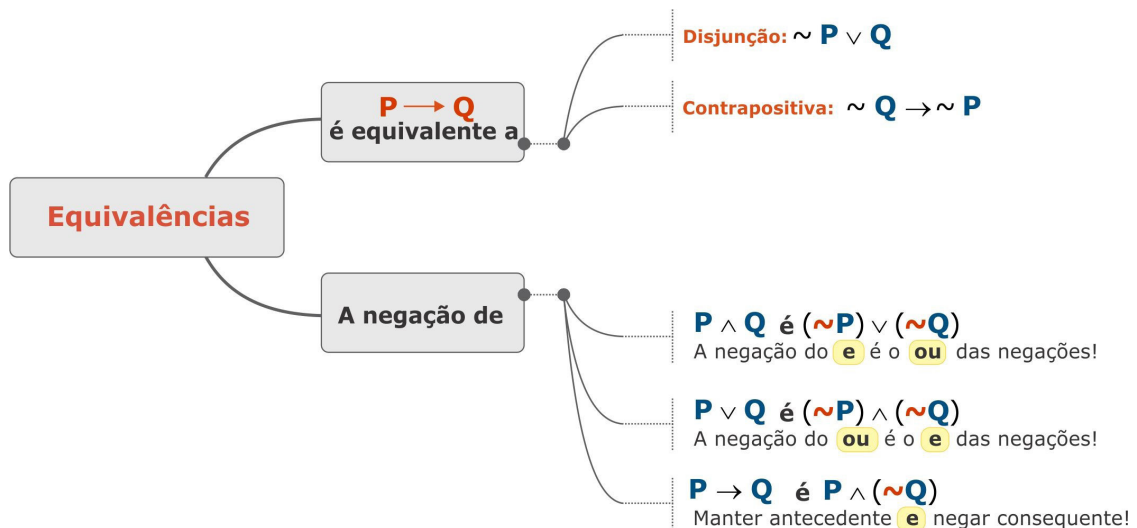 Equivalências
P → Q
é equivalente a
Disjunção: ~ P ∨ Q
Contrapositiva: ~ Q → ~ P
A negação de
P ∧ Q é (~P) ∨ (~Q)
A negação do e é o ou das negações!
P ∨ Q é (~P) ∧ (~Q)
A negação do ou é o e das negações!
P → Q é P ∧ (~Q)
Manter antecedente e negar consequente!